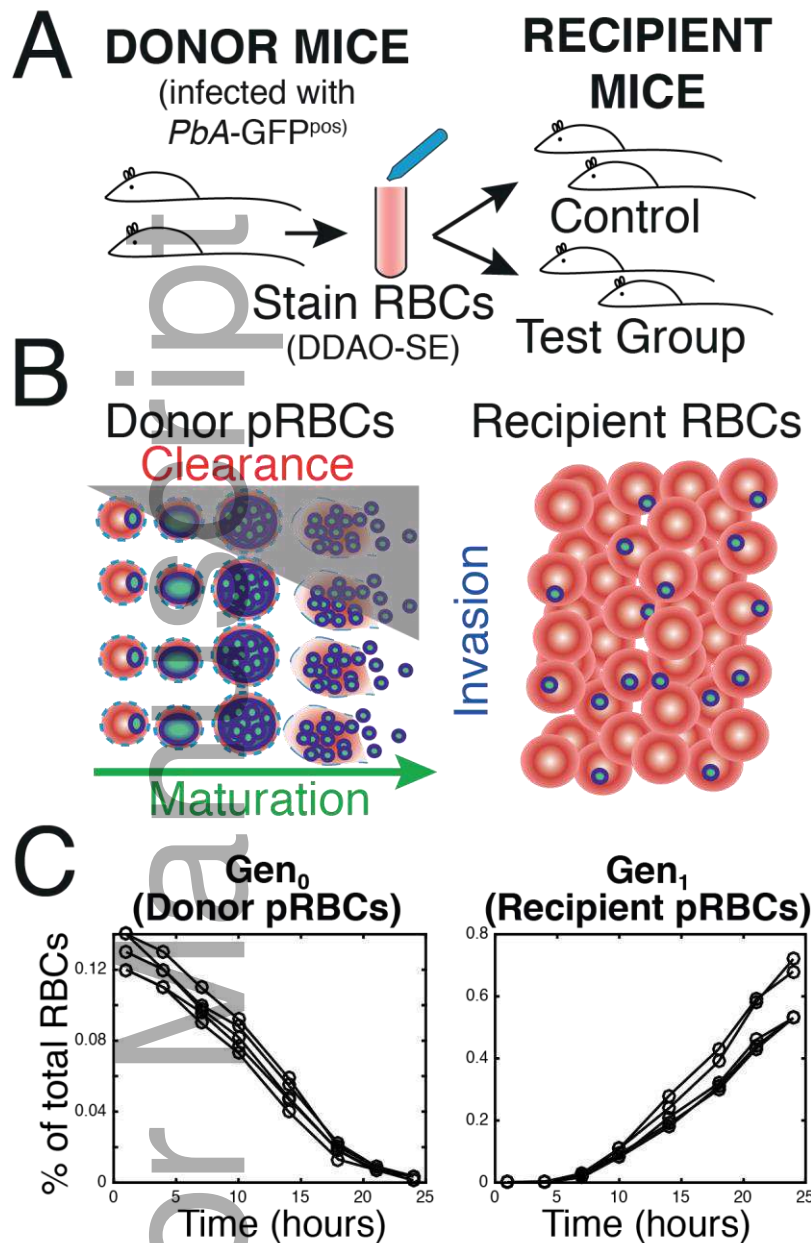 A
DONOR MICE
(infected with
PbA-GFPpos)
RECIPIENT
MICE
Control
Stain RBCs
(DDAO-SE)
Test Group
B
Donor pRBCs
Clearance
Maturation
Invasion
Recipient RBCs
C
Gen0
(Donor pRBCs)
% of total RBCs
0.12
0.08
0.04
0
0
5
10
15
20
25
Time (hours)
Gen1
(Recipient pRBCs)
0.8
0.6
0.4
0.2
0
0
5
10
15
20
25
Time (hours)
or Manuscript